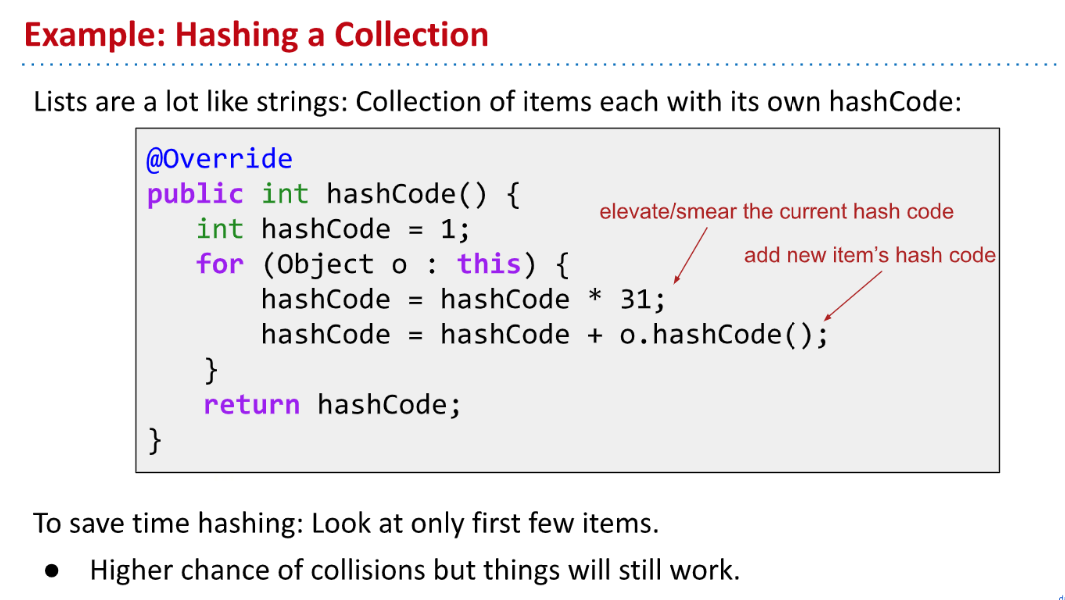 Example: Hashing a Collection
Lists are a lot like strings: Collection of items each with its own hashCode:
@Override
public int hashCode() {
int hashCode = 1;
elevate/smear the current hash code
for (Object o : this) {
add new item's hash code
hashCode = hashCode * 31;
hashCode = hashCode + o.hashCode();
}
return hashCode;
}
To save time hashing: Look at only first few items.
● Higher chance of collisions but things will still work.